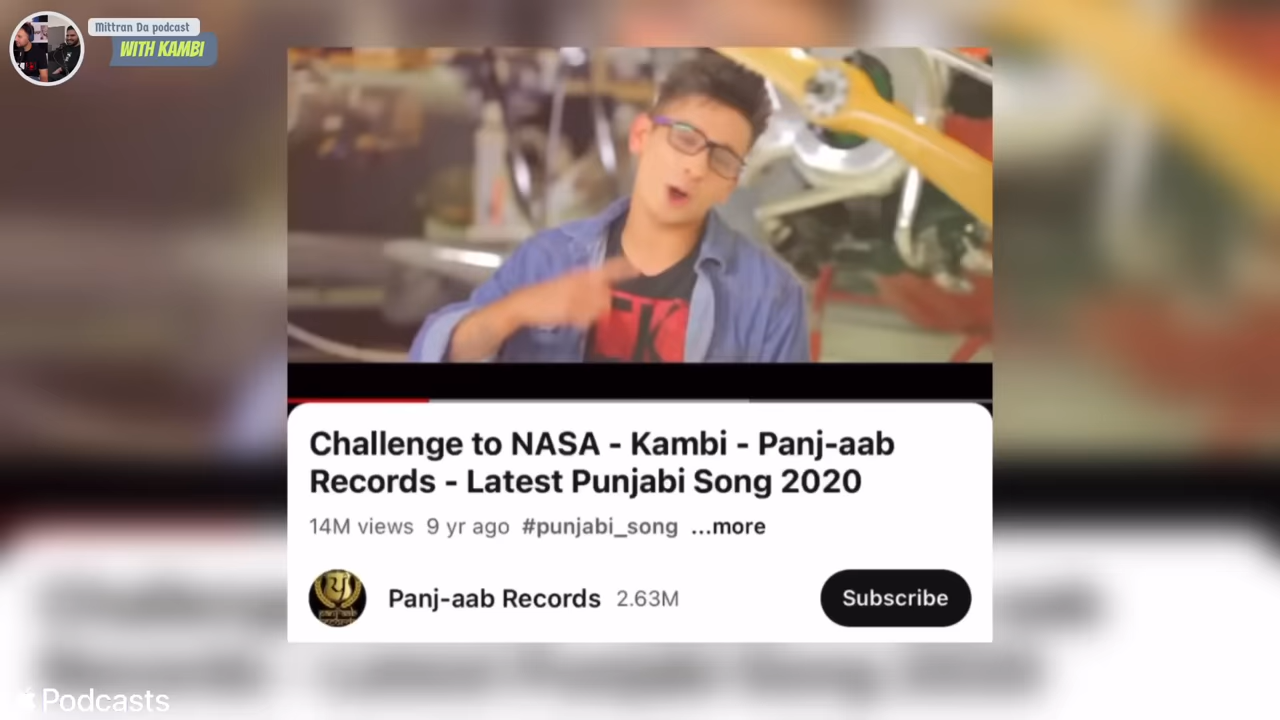 Mittran Da podcast
WITH KAMBI
EK
Challenge to NASA - Kambi - Panj-aab
Records - Latest Punjabi Song 2020
14M views 9 yr ago #punjabi_song ...more
Panj-aab Records 2.63M
Subscribe
Podcasts